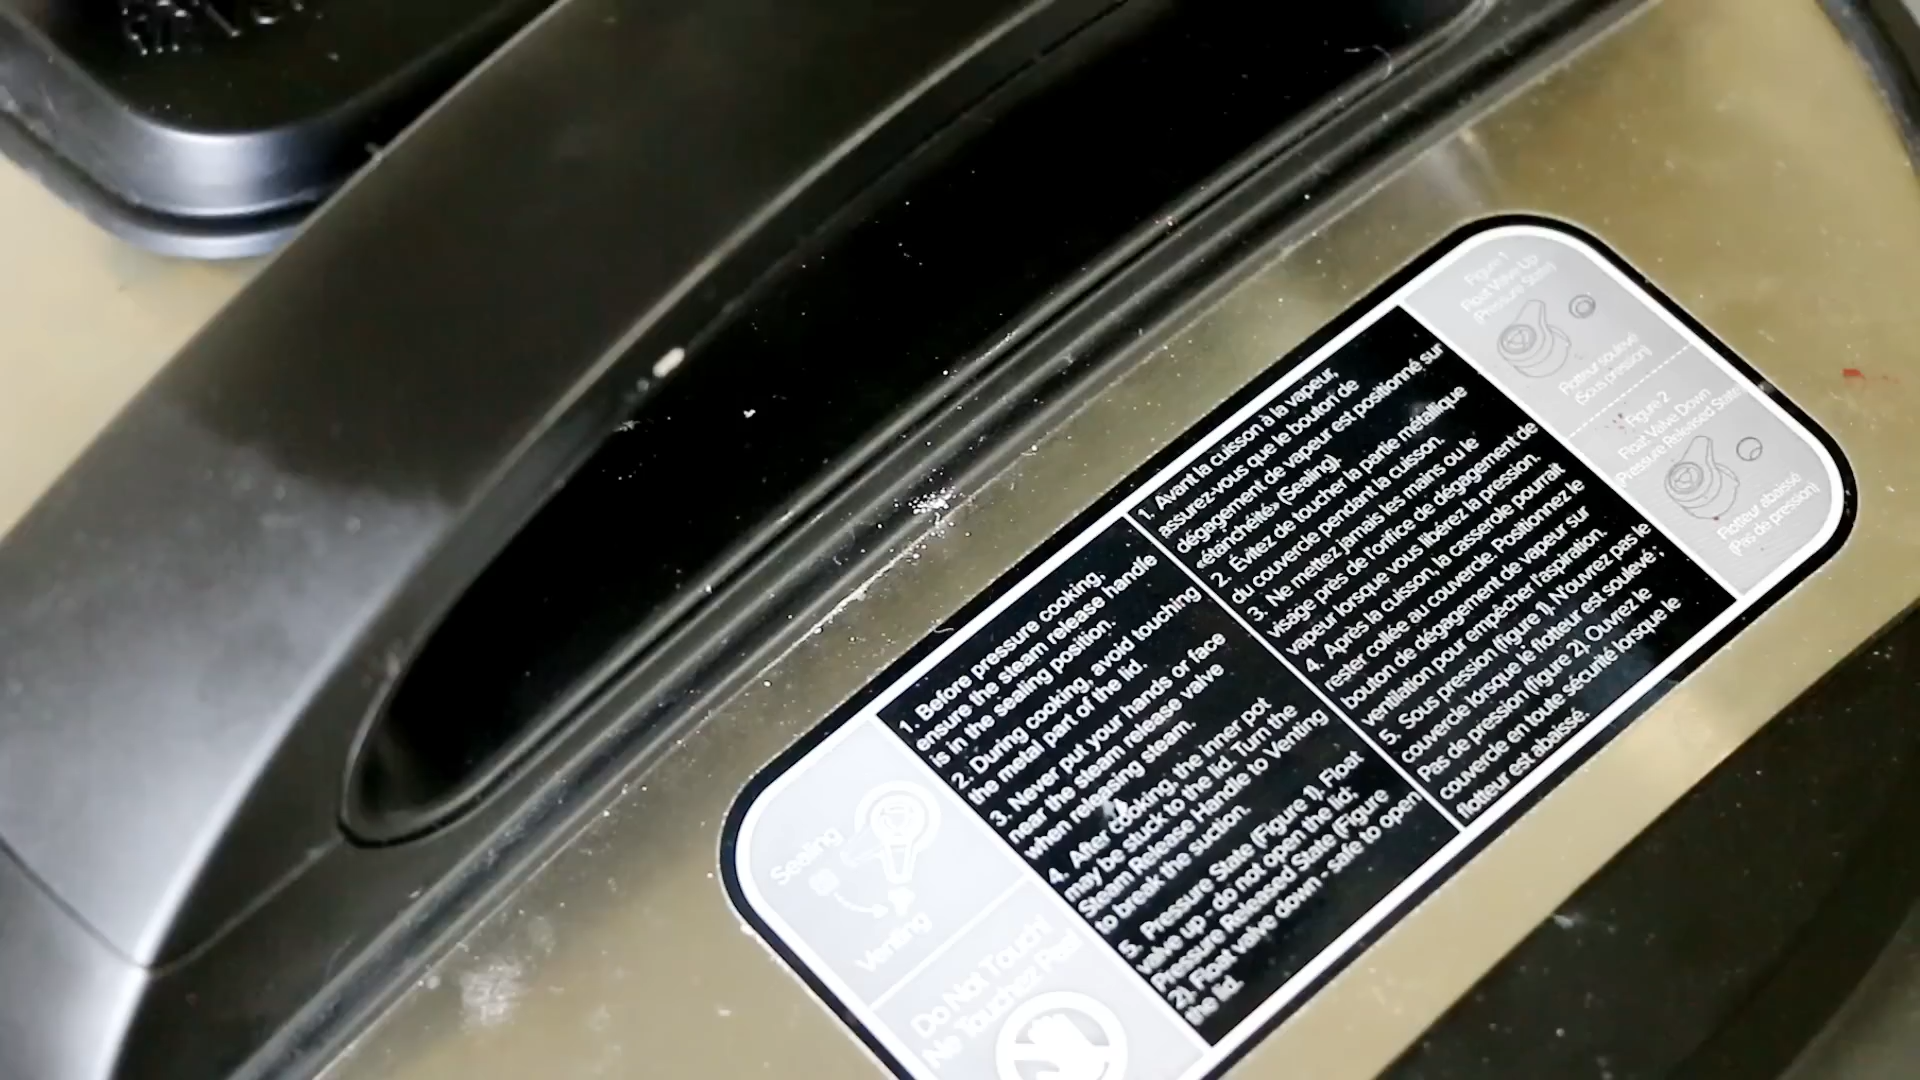 Sealing
Venting
Do Not Touch!
Ne Touchez Pas!
1. Before pressure cooking,
ensure the steam release handle
is in the sealing position.
2. During cooking, avoid touching
the metal part of the lid.
3. Never put your hands or face
near the steam release valve
when releasing steam.
4. After cooking, the inner pot
may be stuck to the lid. Turn the
Steam Release Handle to Venting
to break the suction.
5. Pressure State (Figure 1), Float
valve up - do not open the lid;
Pressure Released State (Figure
2), Float valve down - safe to open
the lid.
1. Avant la cuisson à la vapeur,
assurez-vous que le bouton de
dégagement de vapeur est positionné sur
«étanchéité» (Sealing).
2. Évitez de toucher la partie métallique
du couvercle pendant la cuisson.
3. Ne mettez jamais les mains ou le
visage près de l'orifice de dégagement de
vapeur lorsque vous libérez la pression.
4. Après la cuisson, la casserole pourrait
rester collée au couvercle. Positionnez le
bouton de dégagement de vapeur sur
ventilation pour empêcher l'aspiration.
5. Sous pression (figure 1). N'ouvrez pas le
couvercle lorsque le flotteur est soulevé ;
Pas de pression (figure 2). Ouvrez le
couvercle en toute sécurité lorsque le
flotteur est abaissé.
Figure 1
Float Valve Up
(Pressure State)
Flotteur soulevé
(Sous pression)
Figure 2
Float Valve Down
(Pressure Released State)
Flotteur abaissé
(Pas de pression)